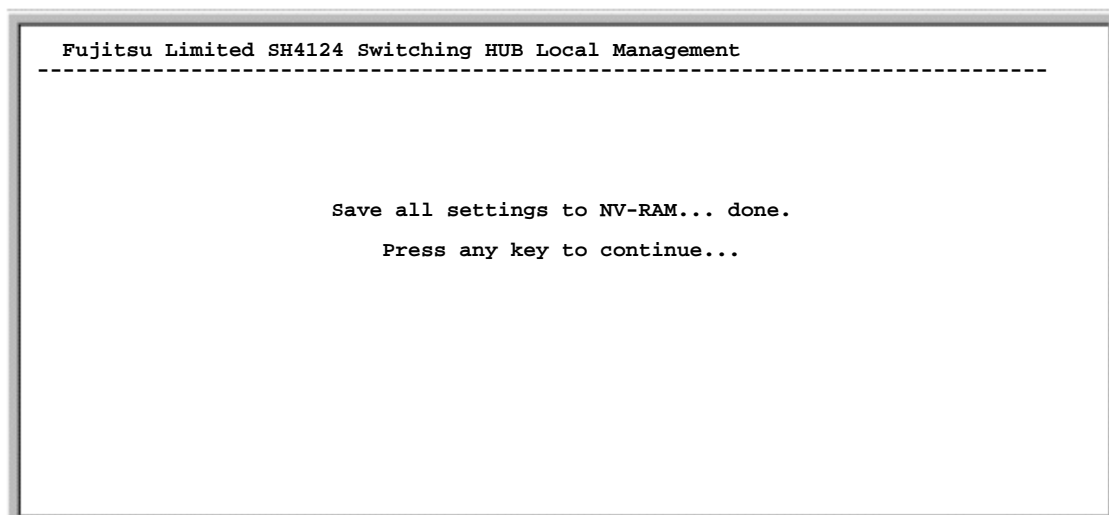 Fujitsu Limited SH4124 Switching HUB Local Management
-------------------------------------------------------------------------------
Save all settings to NV-RAM... done.
Press any key to continue...